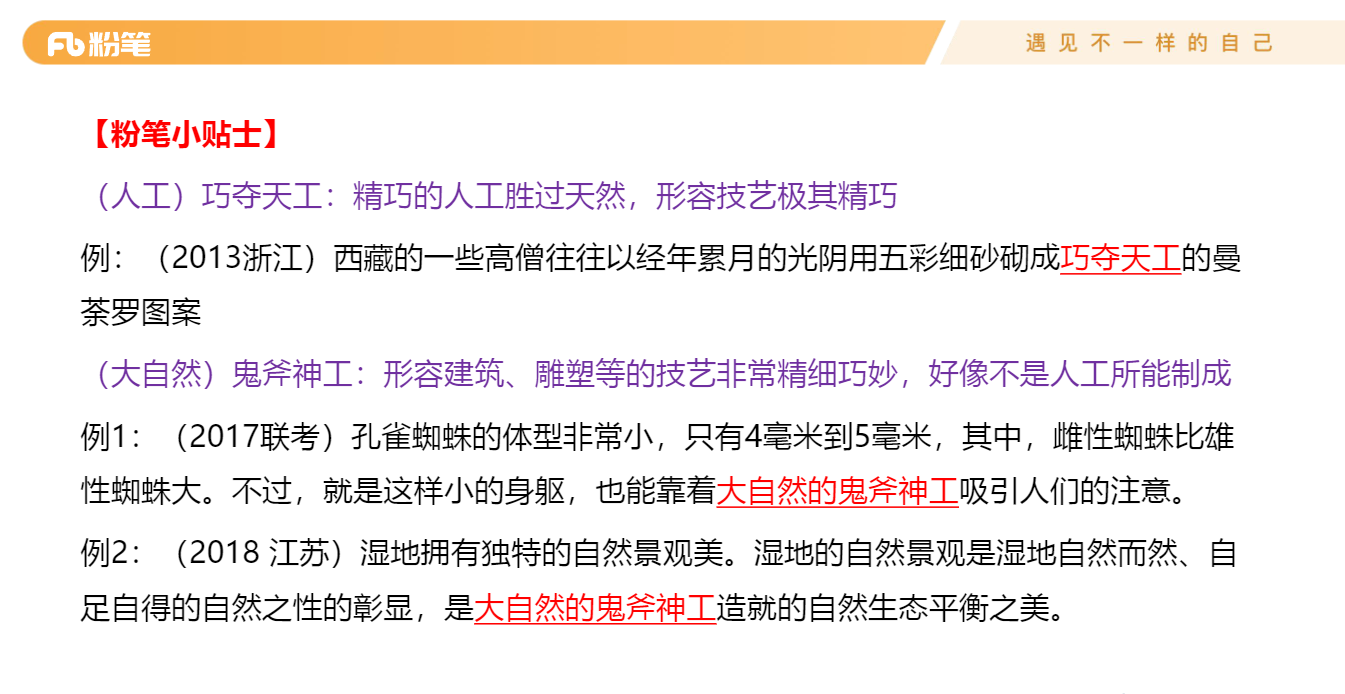 粉笔
遇见不一样的自己
【粉笔小贴士】
（人工）巧夺天工：精巧的人工胜过天然，形容技艺极其精巧
例：（2013浙江）西藏的一些高僧往往以经年累月的光阴用五彩细砂砌成巧夺天工的曼
荼罗图案
（大自然）鬼斧神工：形容建筑、雕塑等的技艺非常精细巧妙，好像不是人工所能制成
例1：（2017联考）孔雀蜘蛛的体型非常小，只有4毫米到5毫米，其中，雌性蜘蛛比雄
性蜘蛛大。不过，就是这样小的身躯，也能靠着大自然的鬼斧神工吸引人们的注意。
例2：（2018 江苏）湿地拥有独特的自然景观美。湿地的自然景观是湿地自然而然、自
足自得的自然之性的彰显，是大自然的鬼斧神工造就的自然生态平衡之美。